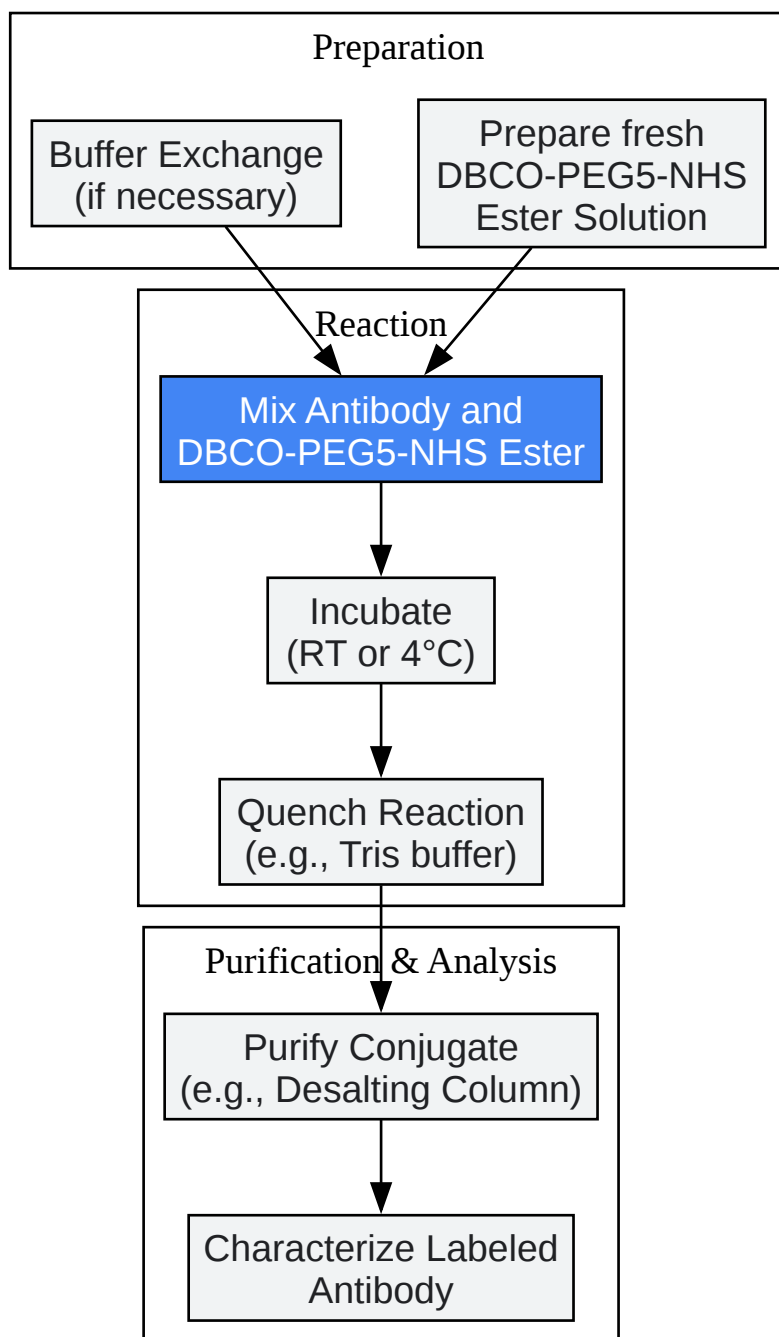 Preparation
Buffer Exchange
(if necessary)
Prepare fresh
DBCO-PEG5-NHS
Ester Solution
Reaction
Mix Antibody and
DBCO-PEG5-NHS Ester
Incubate
(RT or 4°C)
Quench Reaction
(e.g., Tris buffer)
Purification & Analysis
Purify Conjugate
(e.g., Desalting Column)
Characterize Labeled
Antibody